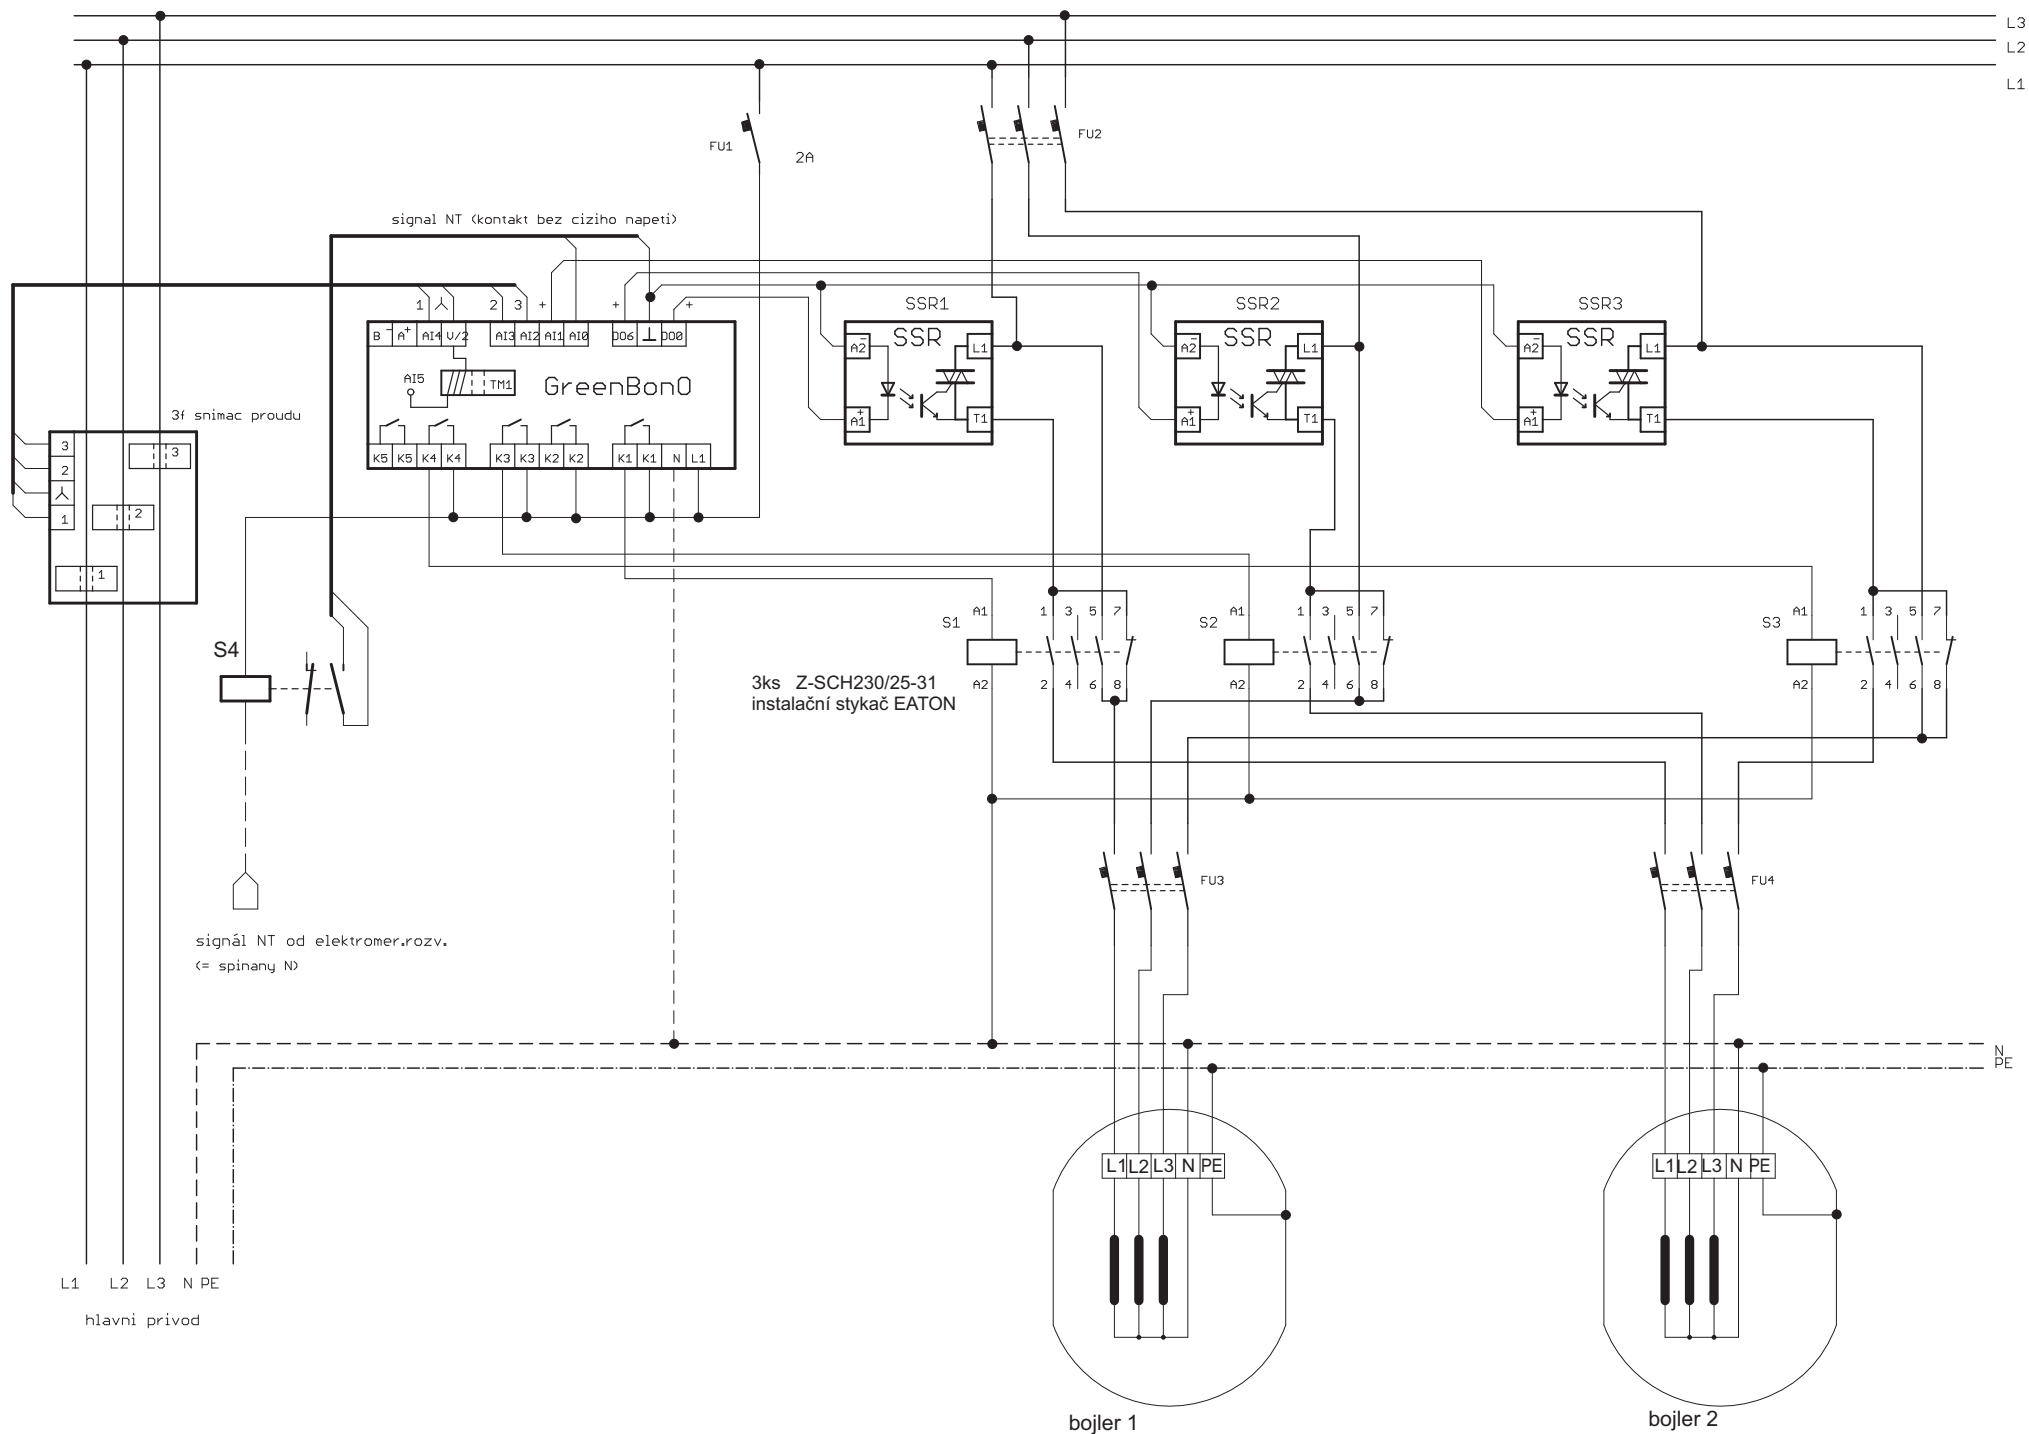 L3
L2
L1
FU1
2A
FU2
signal NT (kontakt bez ciziho napeti)
1 2 3 + + +
SSR1
SSR2
SSR3
B- A+ AI4 V/2 AI3 AI2 AI1 AI0 DO6 ⊥ DO0
A2- SSR L1
A2- SSR L1
A2- SSR L1
AI5
TM1
GreenBonO
A1+ T1
A1+ T1
A1+ T1
3f snimac proudu
K5 K5 K4 K4 K3 K3 K2 K2 K1 K1 N L1
3
2
1
3
2
1
S4
S1
A1
A2
1 3 5 7
2 4 6 8
S2
A1
A2
1 3 5 7
2 4 6 8
S3
A1
A2
1 3 5 7
2 4 6 8
3ks Z-SCH230/25-31
instalační stykač EATON
FU3
FU4
signál NT od elektromer.rozv.
(= spinany N)
N
PE
L1 L2 L3 N PE
L1 L2 L3 N PE
L1 L2 L3 N PE
hlavni privod
bojler 1
bojler 2